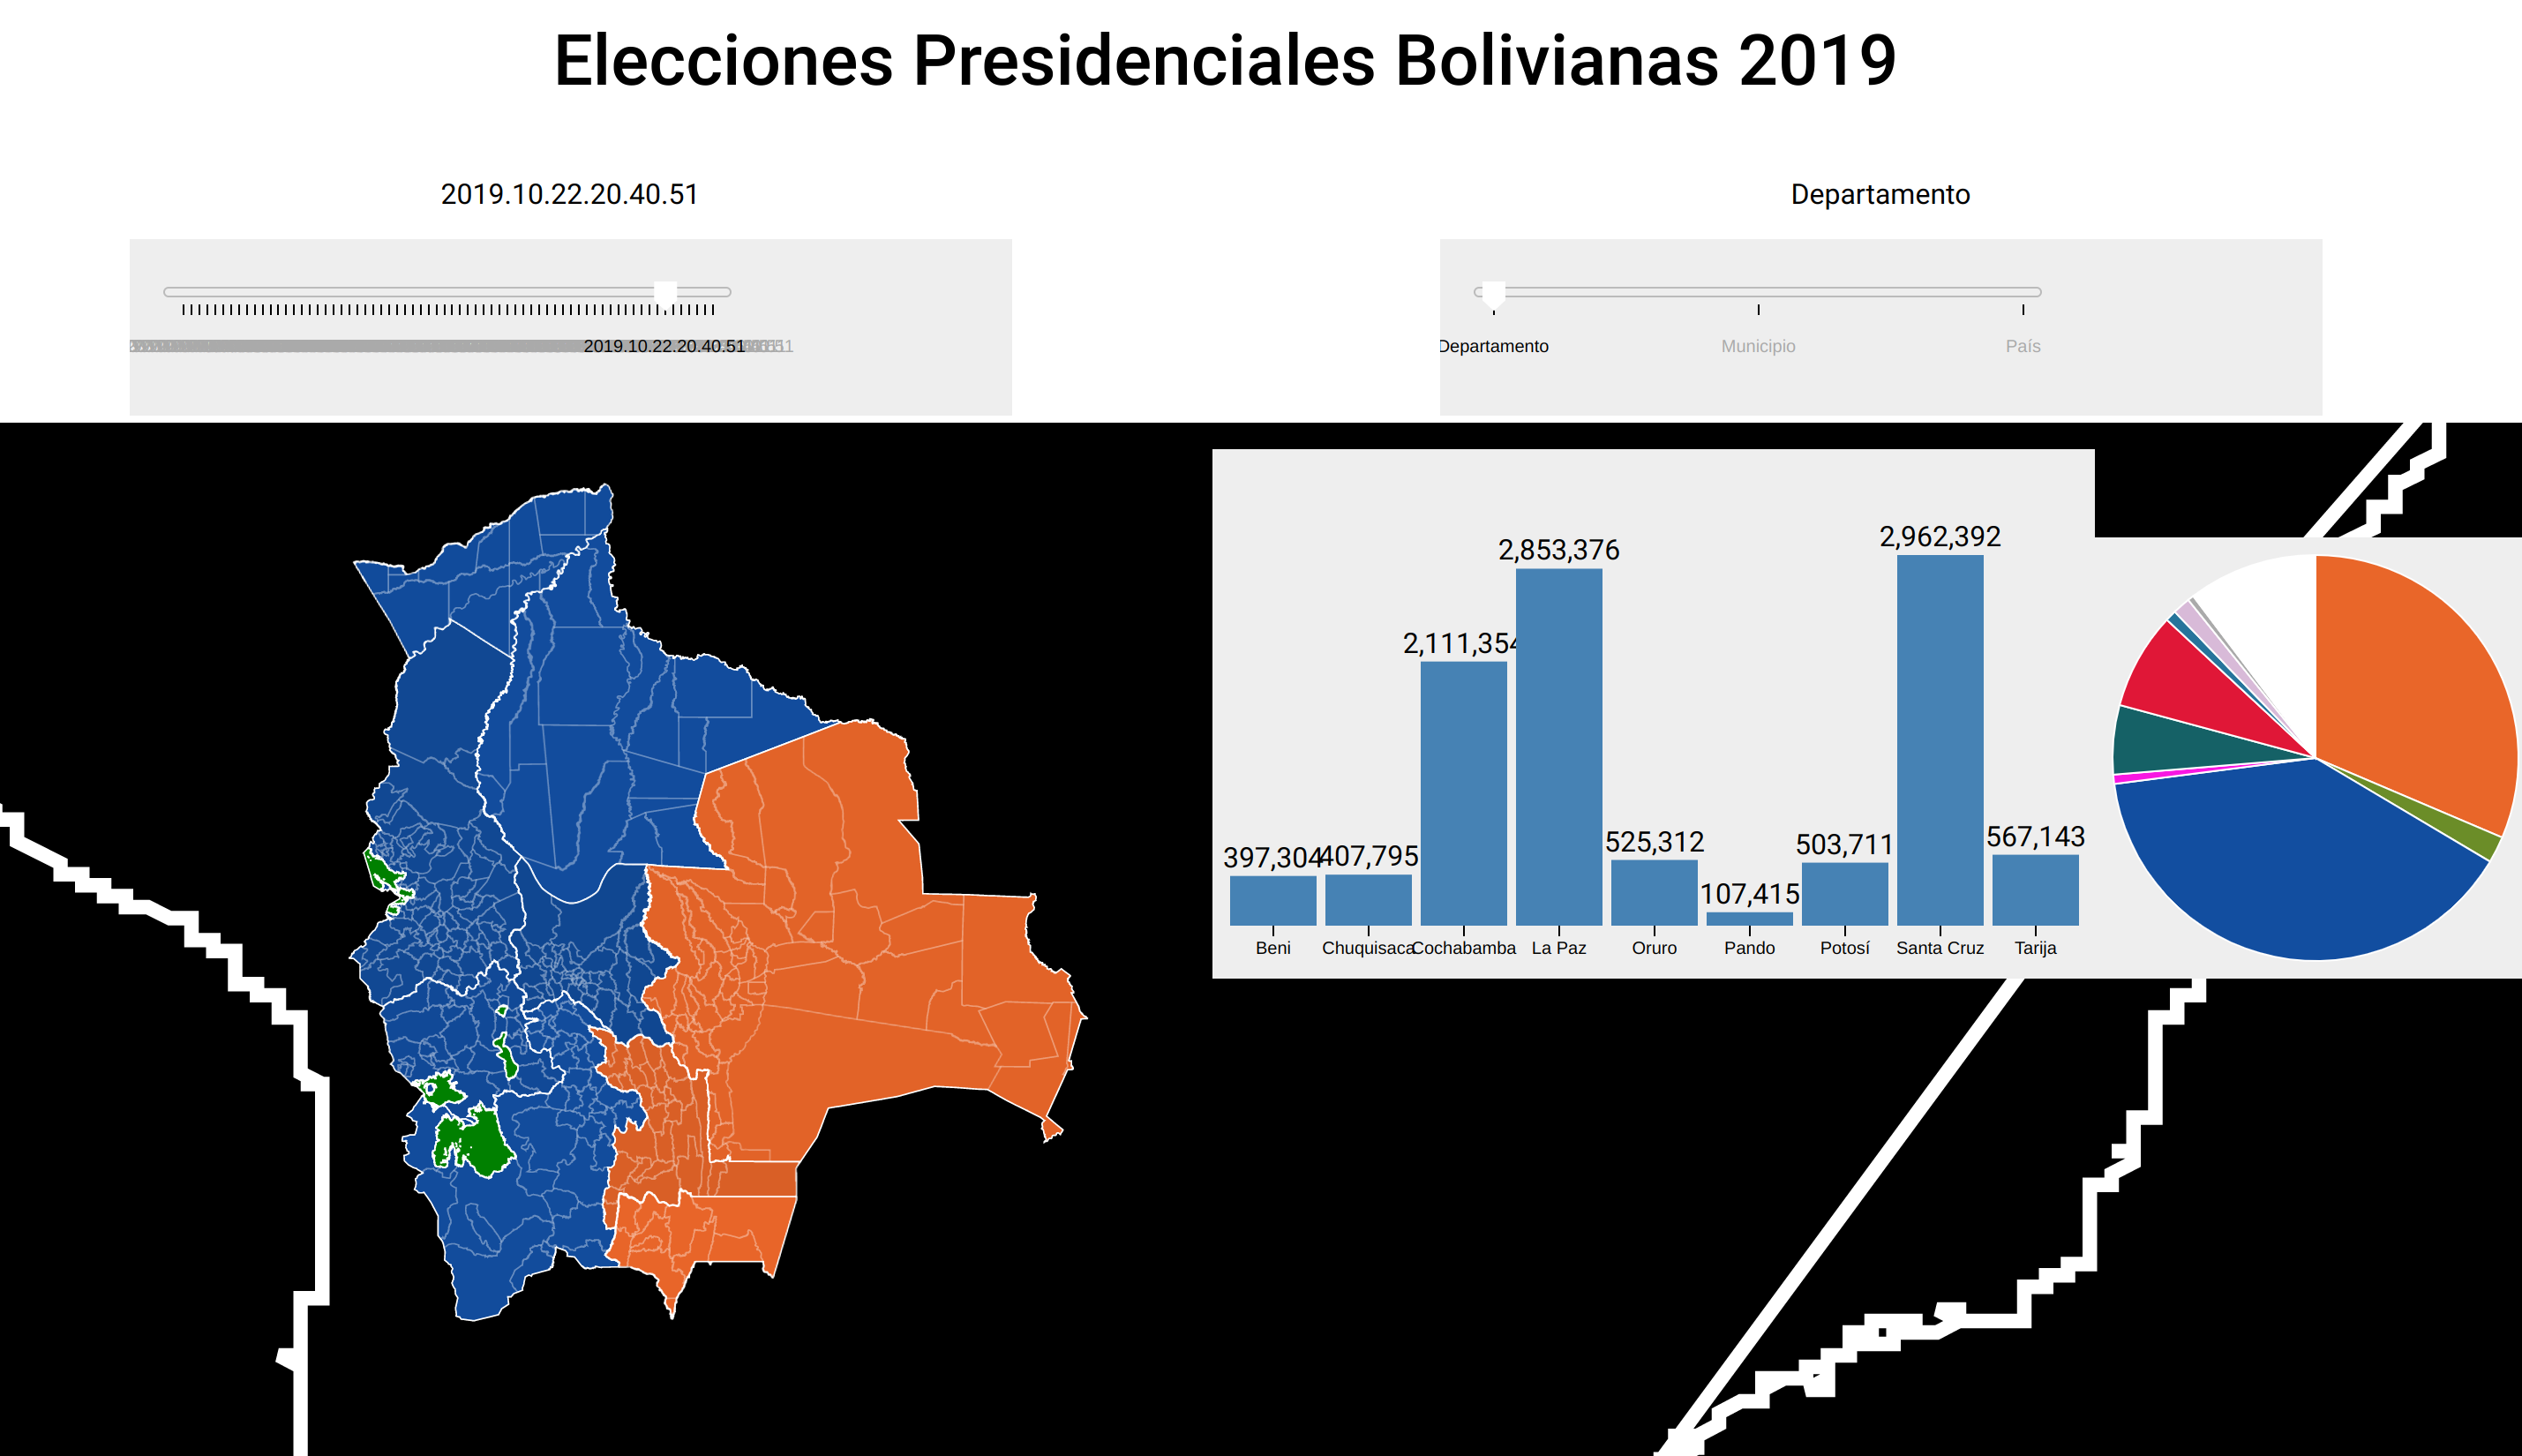 Elecciones Presidenciales Bolivianas 2019
2019.10.22.20.40.51
Departamento
2019.10.22.20.40.51
Departamento
Municipio
País
2,962,392
2,853,376
2,111,354
567,143
525,312
503,711
397,304
407,795
107,415
Beni
Chuquisaca
Cochabamba
La Paz
Oruro
Pando
Potosí
Santa Cruz
Tarija